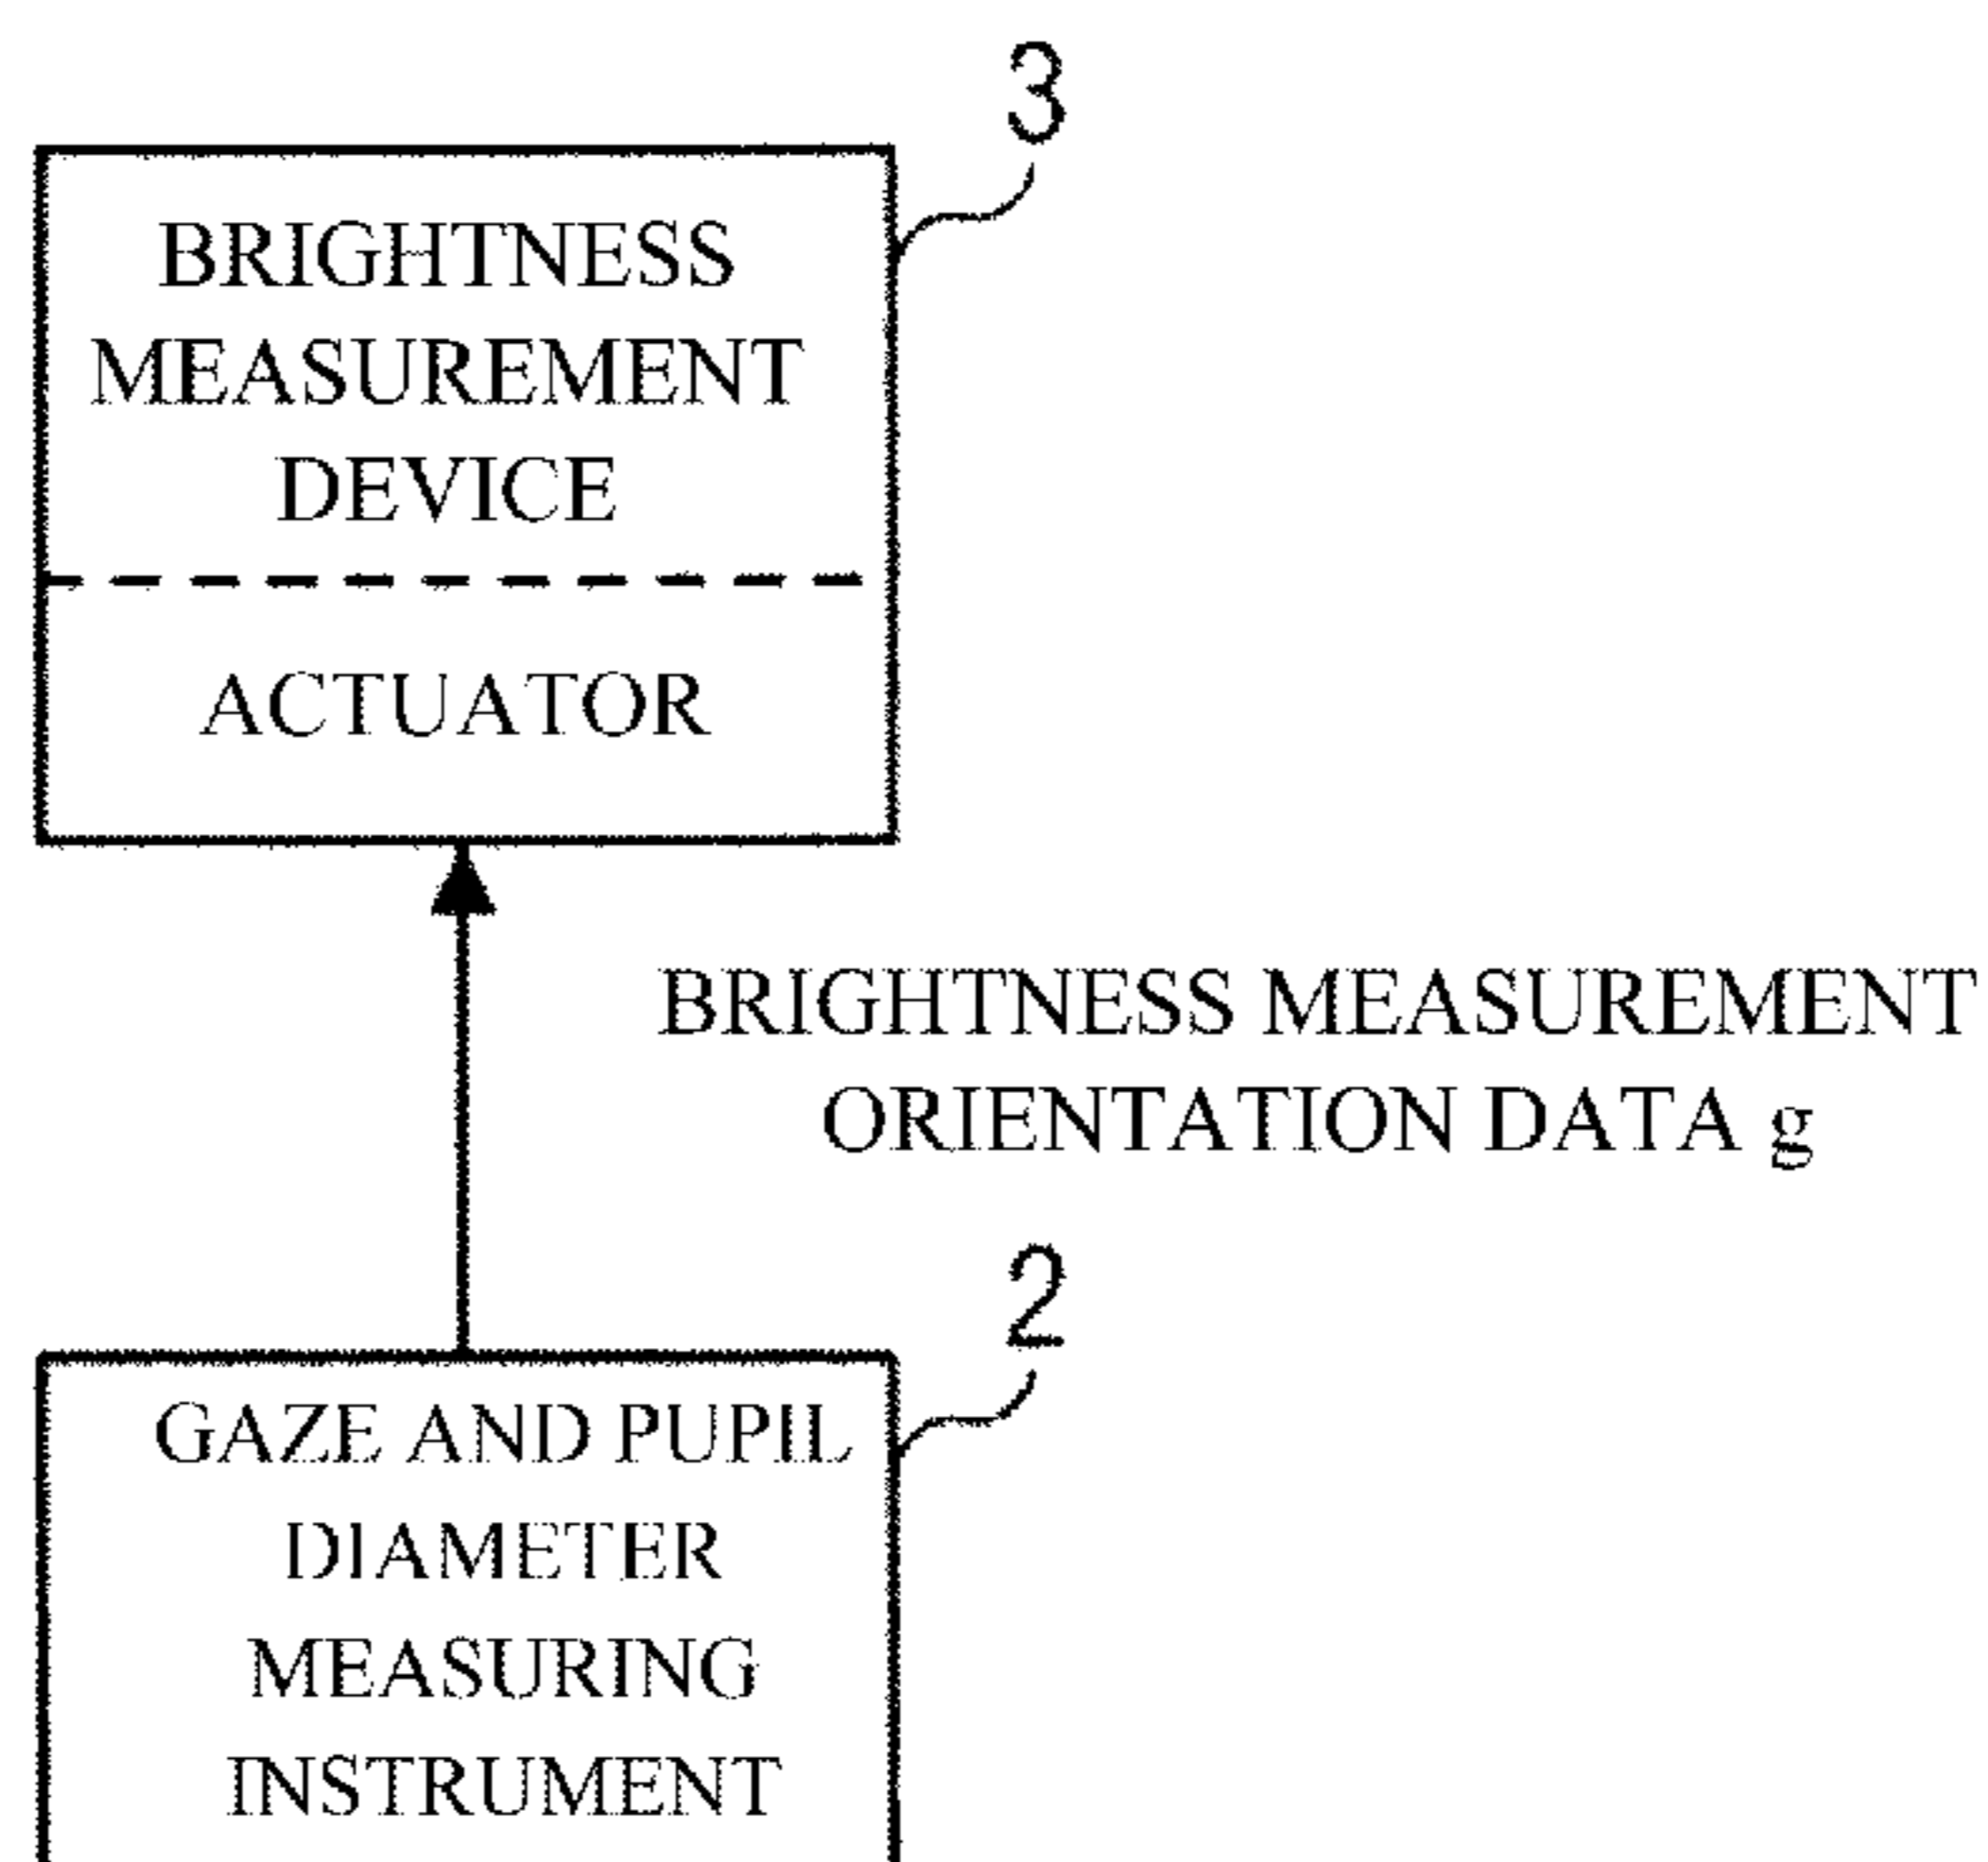 3
BRIGHTNESS
MEASUREMENT
DEVICE
ACTUATOR
BRIGHTNESS MEASUREMENT
ORIENTATION DATA g
2
GAZE AND PUPIL
DIAMETER
MEASURING
INSTRUMENT